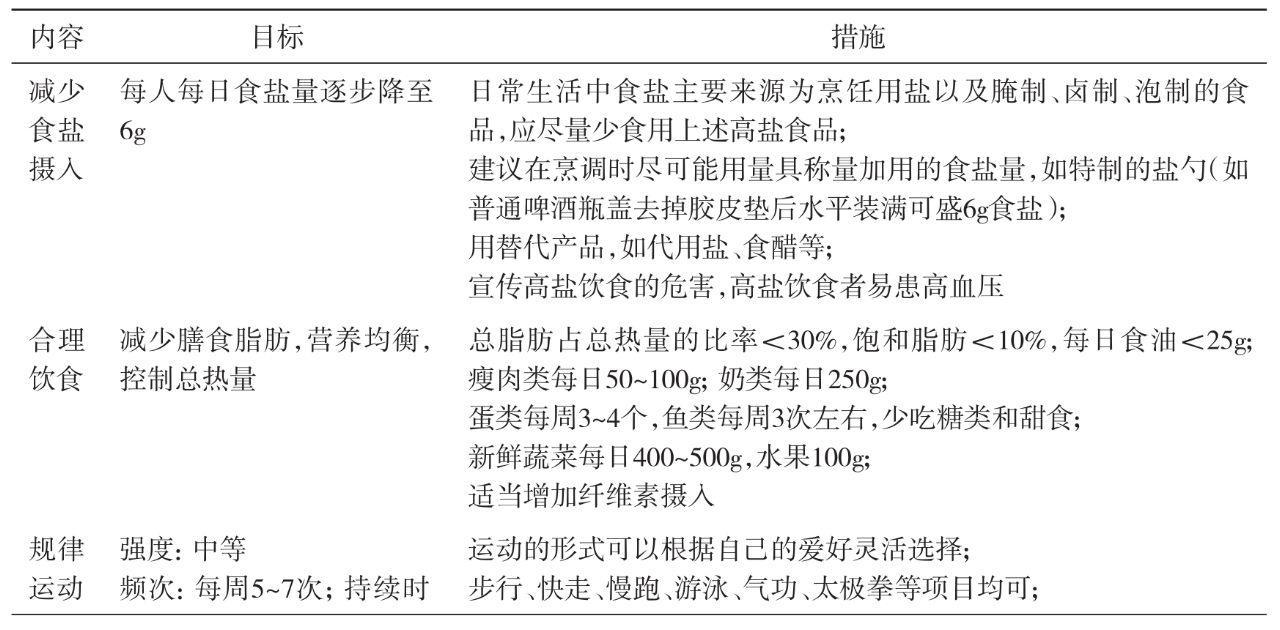 内容 目标 措施
减少 每人每日食盐量逐步降至 日常生活中食盐主要来源为烹饪用盐以及腌制、卤制、泡制的食
食盐 6g 品,应尽量少食用上述高盐食品;
摄入 建议在烹调时尽可能用量具称量加用的食盐量,如特制的盐勺(如
普通啤酒瓶盖去掉胶皮垫后水平装满可盛6g食盐);
用替代产品,如代用盐、食醋等;
宣传高盐饮食的危害,高盐饮食者易患高血压
合理 减少膳食脂肪,营养均衡, 总脂肪占总热量的比率<30%,饱和脂肪<10%,每日食油<25g;
饮食 控制总热量 瘦肉类每日50~100g; 奶类每日250g;
蛋类每周3~4个,鱼类每周3次左右,少吃糖类和甜食;
新鲜蔬菜每日400~500g,水果100g;
适当增加纤维素摄入
规律 强度: 中等 运动的形式可以根据自己的爱好灵活选择;
运动 频次: 每周5~7次; 持续时 步行、快走、慢跑、游泳、气功、太极拳等项目均可;